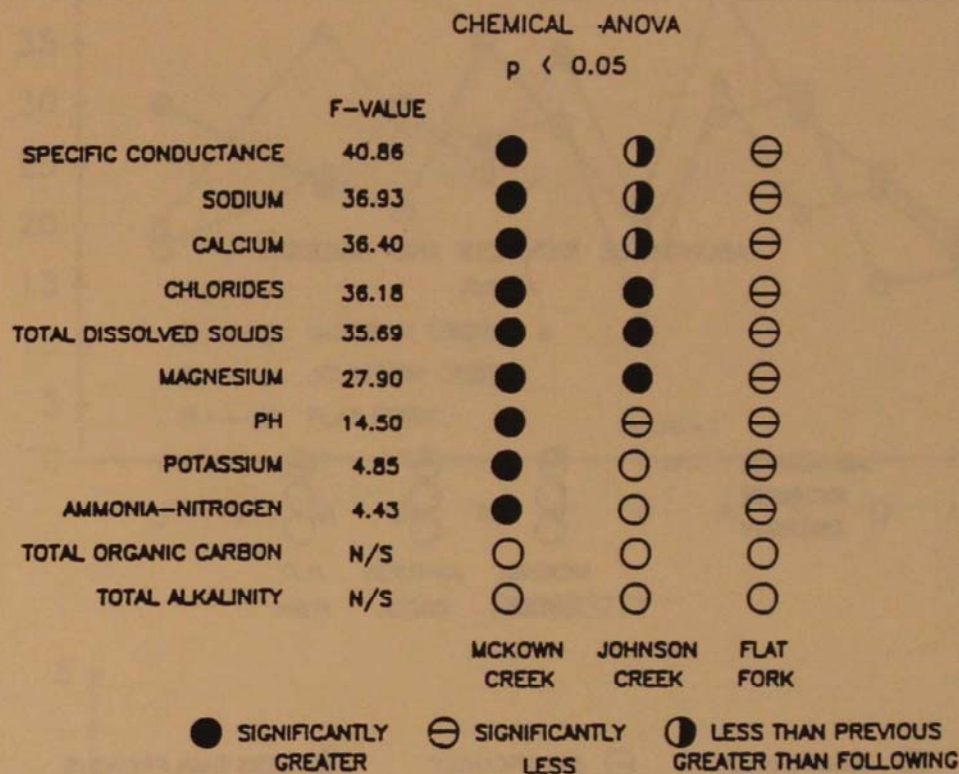 CHEMICAL -ANOVA
p < 0.05
F-VALUE
SPECIFIC CONDUCTANCE 40.86
SODIUM 36.93
CALCIUM 36.40
CHLORIDES 36.18
TOTAL DISSOLVED SOLIDS 35.69
MAGNESIUM 27.90
PH 14.50
POTASSIUM 4.85
AMMONIA-NITROGEN 4.43
TOTAL ORGANIC CARBON N/S
TOTAL ALKALINITY N/S
MCKOWN JOHNSON FLAT
CREEK CREEK FORK
SIGNIFICANTLY SIGNIFICANTLY LESS THAN PREVIOUS
GREATER LESS GREATER THAN FOLLOWING